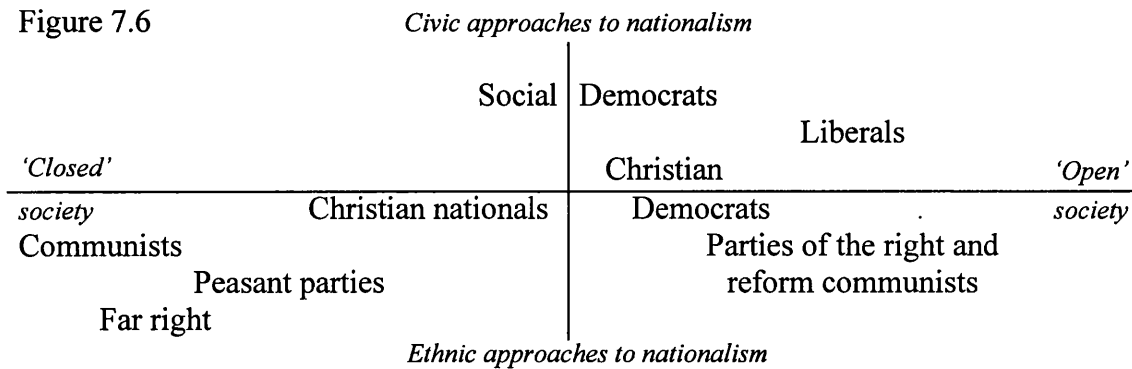 Figure 7.6
Civic approaches to nationalism
Social Democrats
Liberals
'Closed' Christian 'Open'
society Christian nationals Democrats society
Communists Parties of the right and
Peasant parties reform communists
Far right
Ethnic approaches to nationalism